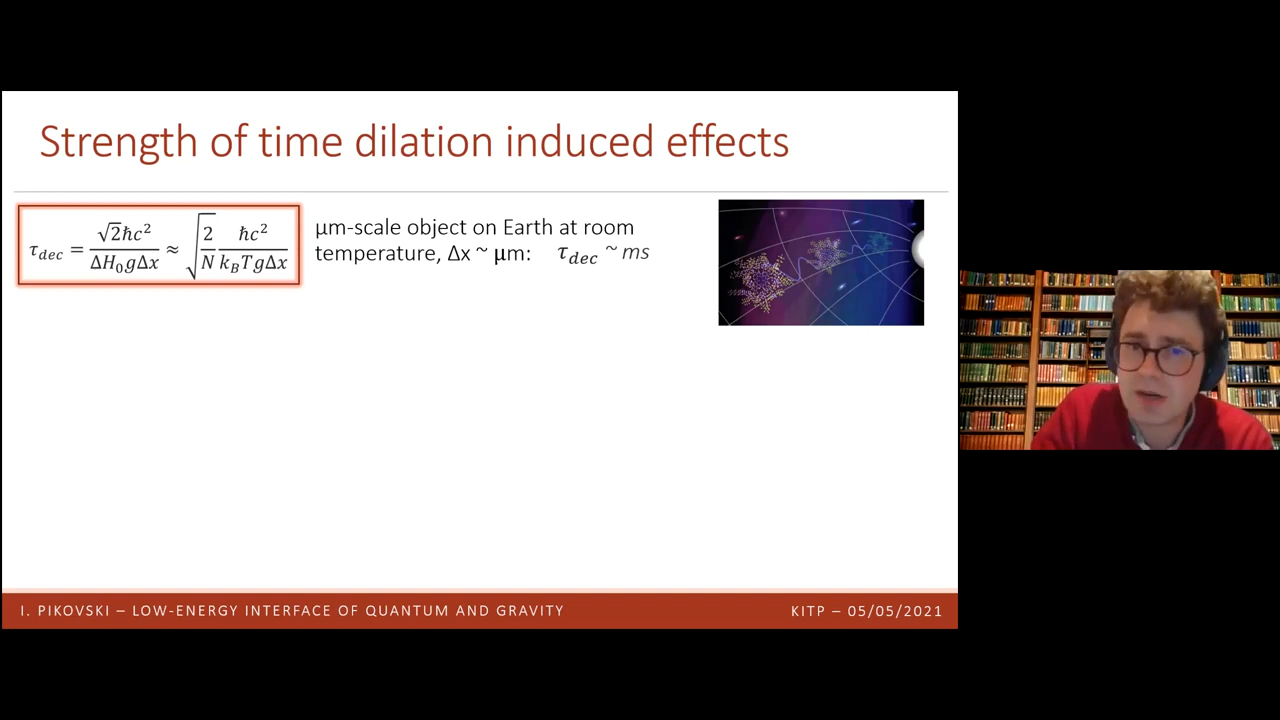 Strength of time dilation induced effects
τ_dec = √2ħc² / ΔH₀gΔx ≈ √(2/N) ħc² / k_BTgΔx
μm-scale object on Earth at room
temperature, Δx ~ μm: τ_dec ~ ms
I. PIKOVSKI – LOW-ENERGY INTERFACE OF QUANTUM AND GRAVITY
KITP – 05/05/2021